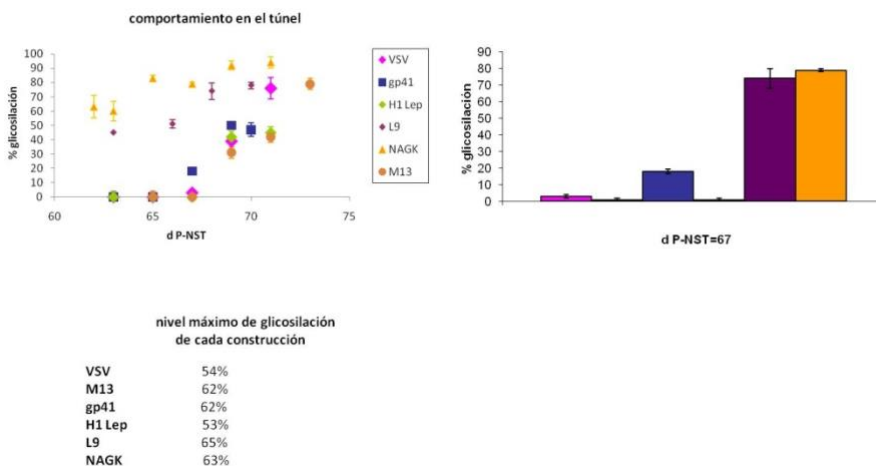 comportamiento en el túnel
100
90
80
70
60
50
40
30
20
10
0
% glicosilación
60
65
70
75
d P-NST
VSV
gp41
H1 Lep
L9
NAGK
M13
90
80
70
60
50
40
30
20
10
0
% glicosilación
d P-NST=67
nivel máximo de glicosilación
de cada construcción
VSV 54%
M13 62%
gp41 62%
H1 Lep 53%
L9 65%
NAGK 63%